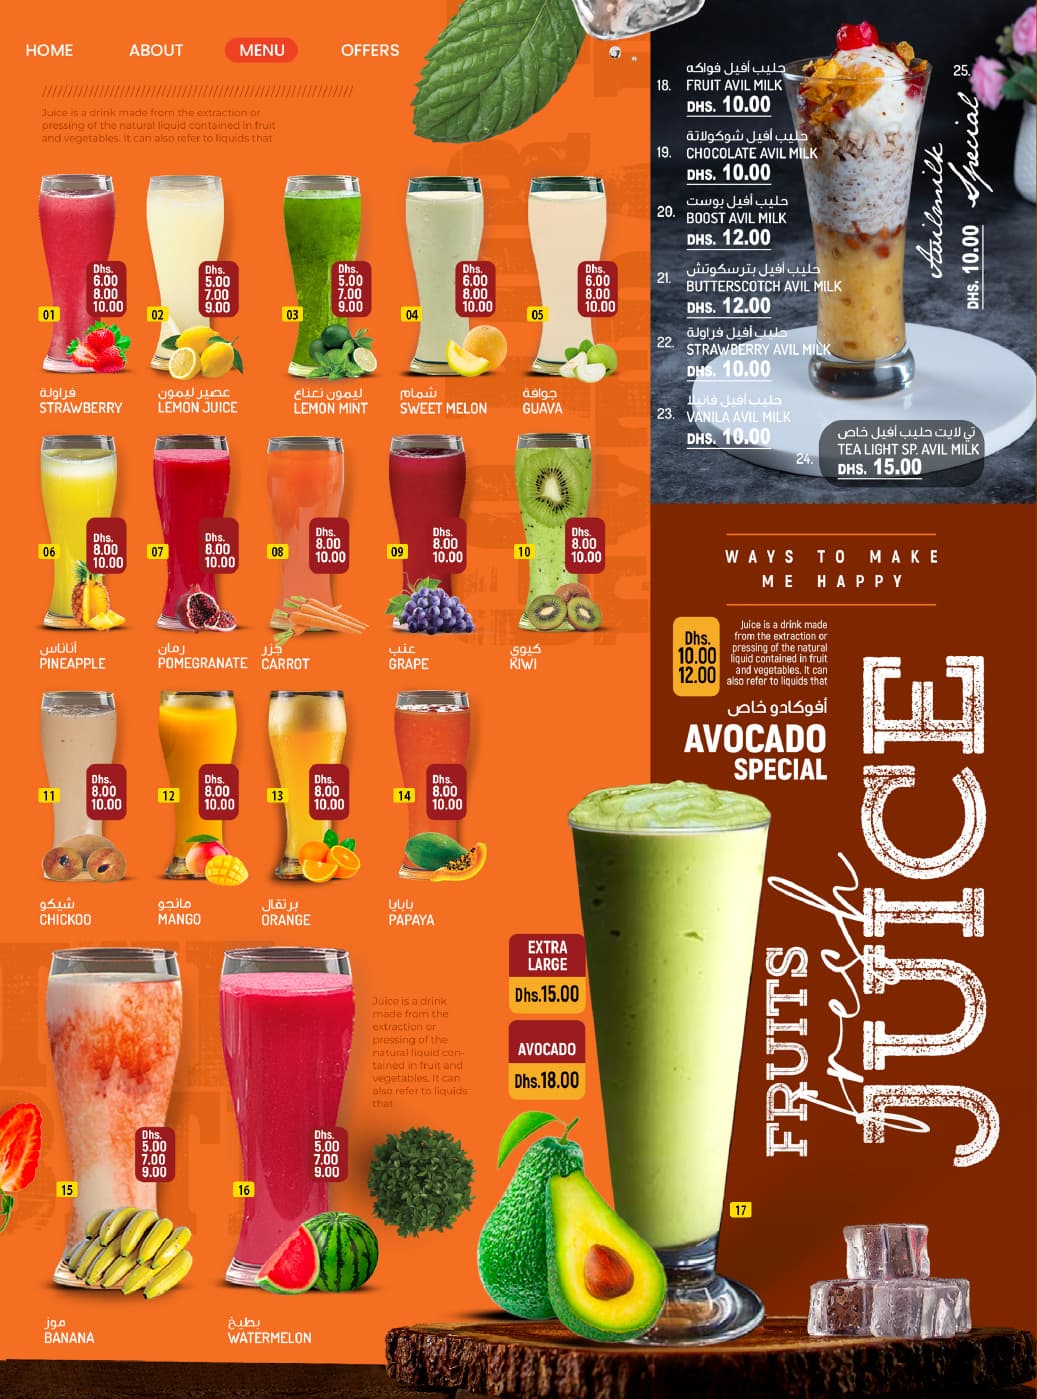 HOME ABOUT MENU OFFERS
Juice is a drink made from the extraction or
pressing of the natural liquid contained in fruit
and vegetables. It can also refer to liquids that
Dhs.
6.00
8.00
10.00
01
فراولة
STRAWBERRY
Dhs.
5.00
7.00
9.00
02
عصير ليمون
LEMON JUICE
Dhs.
5.00
7.00
9.00
03
ليمون نعناع
LEMON MINT
Dhs.
6.00
8.00
10.00
04
شمام
SWEET MELON
Dhs.
6.00
8.00
10.00
05
جوافة
GUAVA
Dhs.
8.00
10.00
06
أناناس
PINEAPPLE
Dhs.
8.00
10.00
07
رمان
POMEGRANATE
Dhs.
8.00
10.00
08
جزر
CARROT
Dhs.
8.00
10.00
09
عنب
GRAPE
Dhs.
8.00
10.00
10
كيوي
KIWI
Dhs.
8.00
10.00
11
شيكو
CHICKOO
Dhs.
8.00
10.00
12
مانجو
MANGO
Dhs.
8.00
10.00
13
برتقال
ORANGE
Dhs.
8.00
10.00
14
بابايا
PAPAYA
Dhs.
5.00
7.00
9.00
15
موز
BANANA
Dhs.
5.00
7.00
9.00
16
بطيخ
WATERMELON
Juice is a drink
made from the
extraction or
pressing of the
natural liquid con-
tained in fruit and
vegetables. It can
also refer to liquids
that
حليب أفيل فواكه
18. FRUIT AVIL MILK
DHS. 10.00
حليب أفيل شوكولاتة
19. CHOCOLATE AVIL MILK
DHS. 10.00
حليب أفيل بوست
20. BOOST AVIL MILK
DHS. 12.00
حليب أفيل بترسكوتش
21. BUTTERSCOTCH AVIL MILK
DHS. 12.00
حليب أفيل فراولة
22. STRAWBERRY AVIL MILK
DHS. 10.00
حليب أفيل فانيلا
23. VANILA AVIL MILK
DHS. 10.00
24.
تي لايت حليب أفيل خاص
TEA LIGHT SP. AVIL MILK
DHS. 15.00
25.
Avilmilk
Special
DHS. 10.00
WAYS TO MAKE
ME HAPPY
Dhs.
10.00
12.00
Juice is a drink made
from the extraction or
pressing of the natural
liquid contained in fruit
and vegetables. It can
also refer to liquids that
أفوكادو خاص
AVOCADO
SPECIAL
EXTRA
LARGE
Dhs.15.00
AVOCADO
Dhs.18.00
17
FRUITS
fresh
JUICE